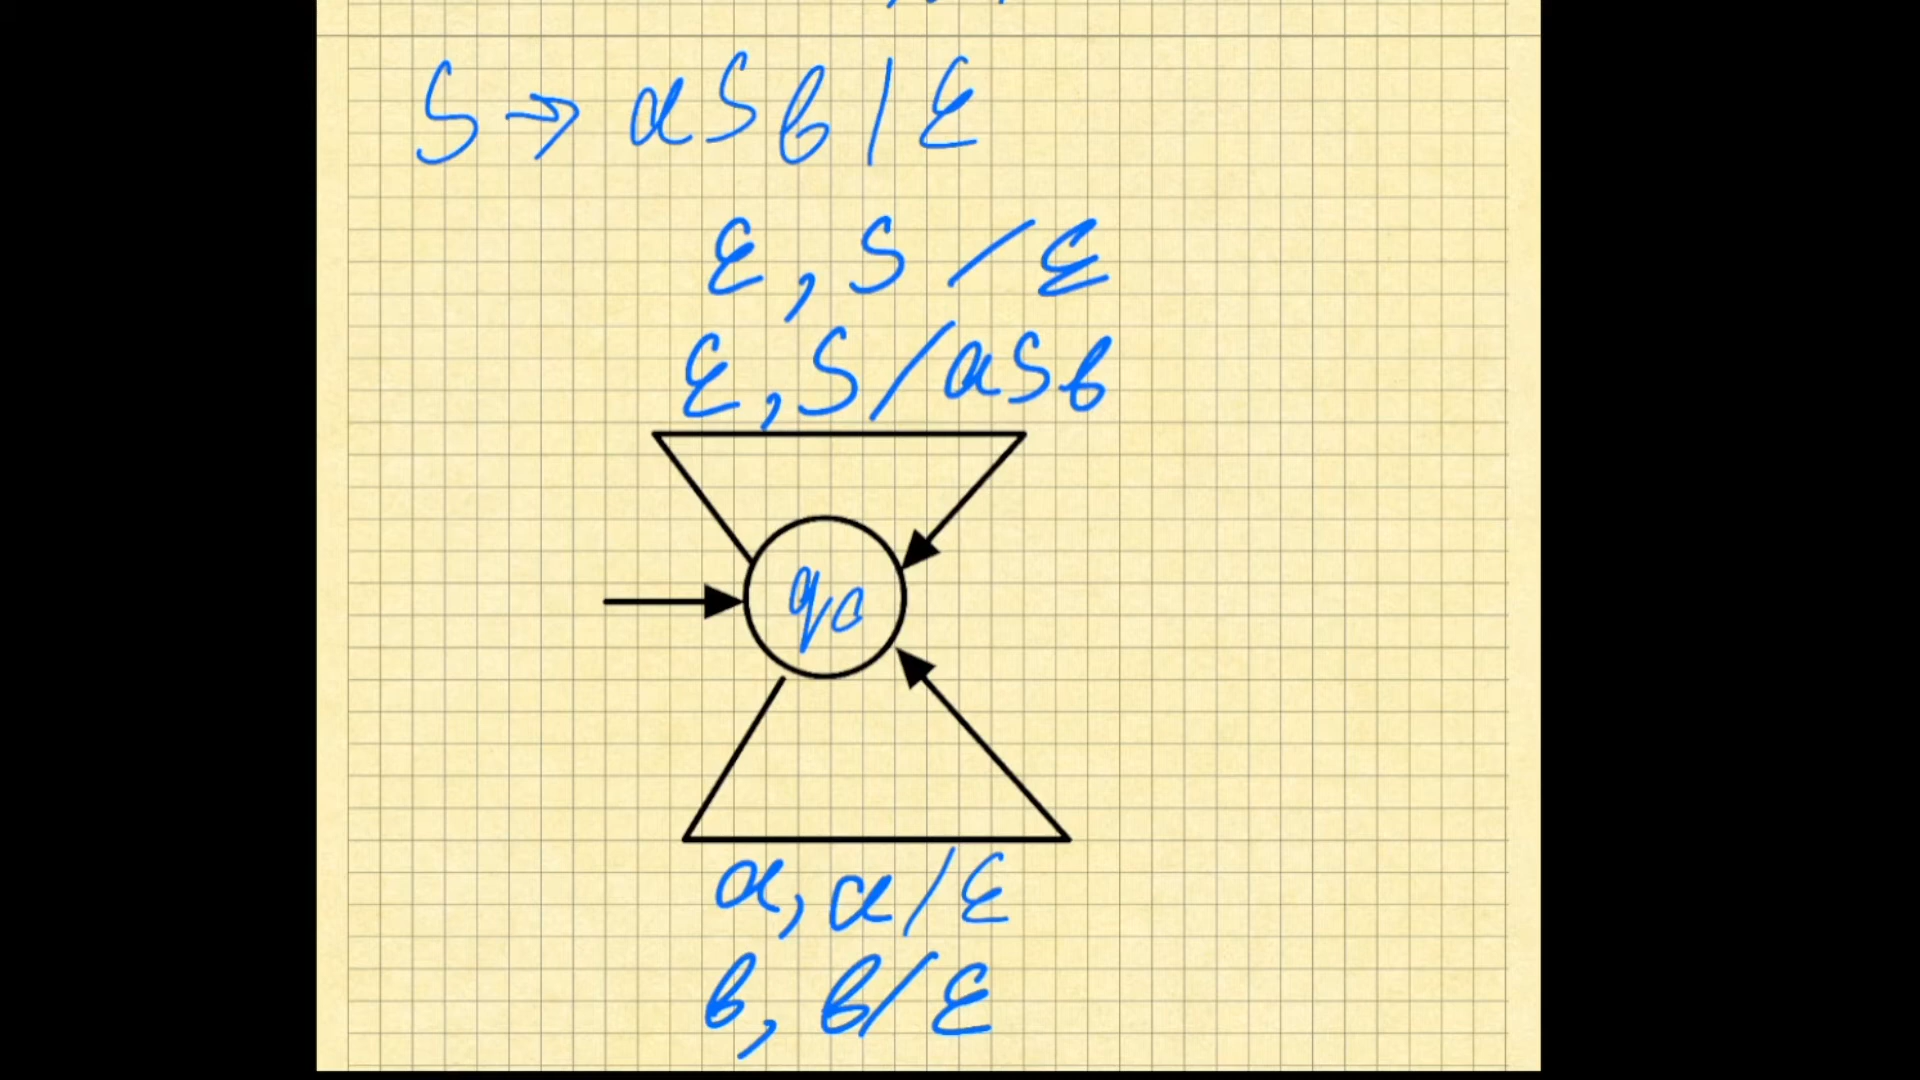 S → aSb | ε
ε, S / ε
ε, S / aSb
q0
a, a / ε
b, b / ε